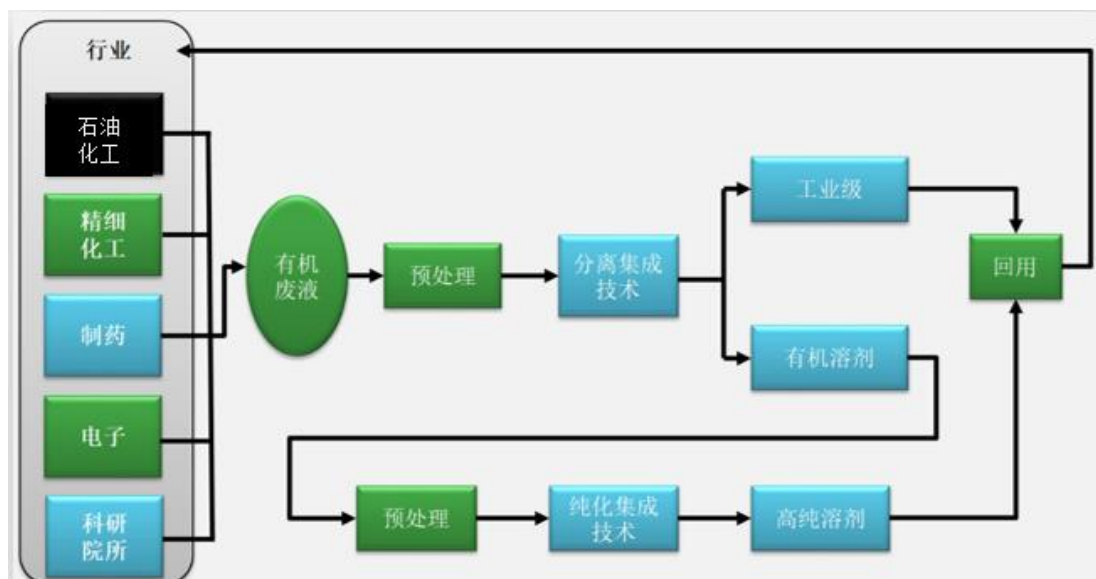 行业
石油
化工
精细
化工
制药
电子
科研
院所
有机
废液
预处理
分离集成
技术
工业级
有机溶剂
回用
预处理
纯化集成
技术
高纯溶剂